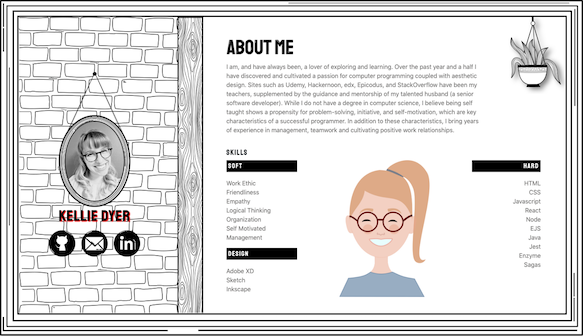 ABOUT ME
I am, and have always been, a lover of exploring and learning. Over the past year and a half I
have discovered and cultivated a passion for computer programming coupled with aesthetic
design. Sites such as Udemy, Hackernoon, edx, Epicodus, and StackOverflow have been my
teachers, supplemented by the guidance and mentorship of my talented husband (a senior
software developer). While I do not have a degree in computer science, I believe being self
taught shows a propensity for problem-solving, initiative, and self-motivation, which are key
characteristics of a successful programmer. In addition to these characteristics, I bring years
of experience in management, teamwork and cultivating positive work relationships.
SKILLS
SOFT
Work Ethic
Friendliness
Empathy
Logical Thinking
Organization
Self Motivated
Management
DESIGN
Adobe XD
Sketch
Inkscape
HARD
HTML
CSS
Javascript
React
Node
EJS
Java
Jest
Enzyme
Sagas
KELLIE DYER
in